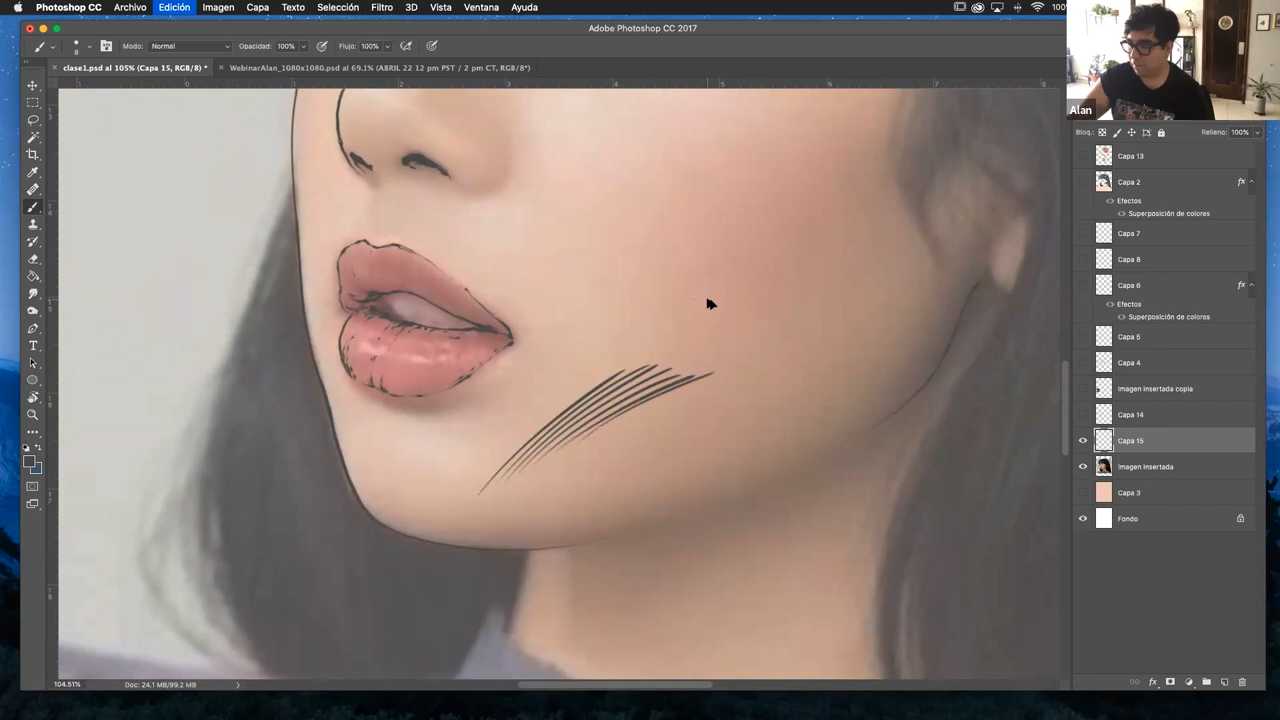 Photoshop CC Archivo Edición Imagen Capa Texto Selección Filtro 3D Vista Ventana Ayuda
Adobe Photoshop CC 2017
8 Modo: Normal Opacidad: 100% Flujo: 100%
clase1.psd al 105% (Capa 15, RGB/8) * WebinarAlan_1080x1080.psd al 69.1% (ABRIL 22 12 pm PST / 2 pm CT, RGB/8*)
Alan
Bloq.: Relleno: 100%
Capa 13
Capa 2 fx
Efectos
Superposición de colores
Capa 7
Capa 8
Capa 6 fx
Efectos
Superposición de colores
Capa 5
Capa 4
Imagen insertada copia
Capa 14
Capa 15
Imagen insertada
Capa 3
Fondo
104.51% Doc: 24.1 MB/99.2 MB